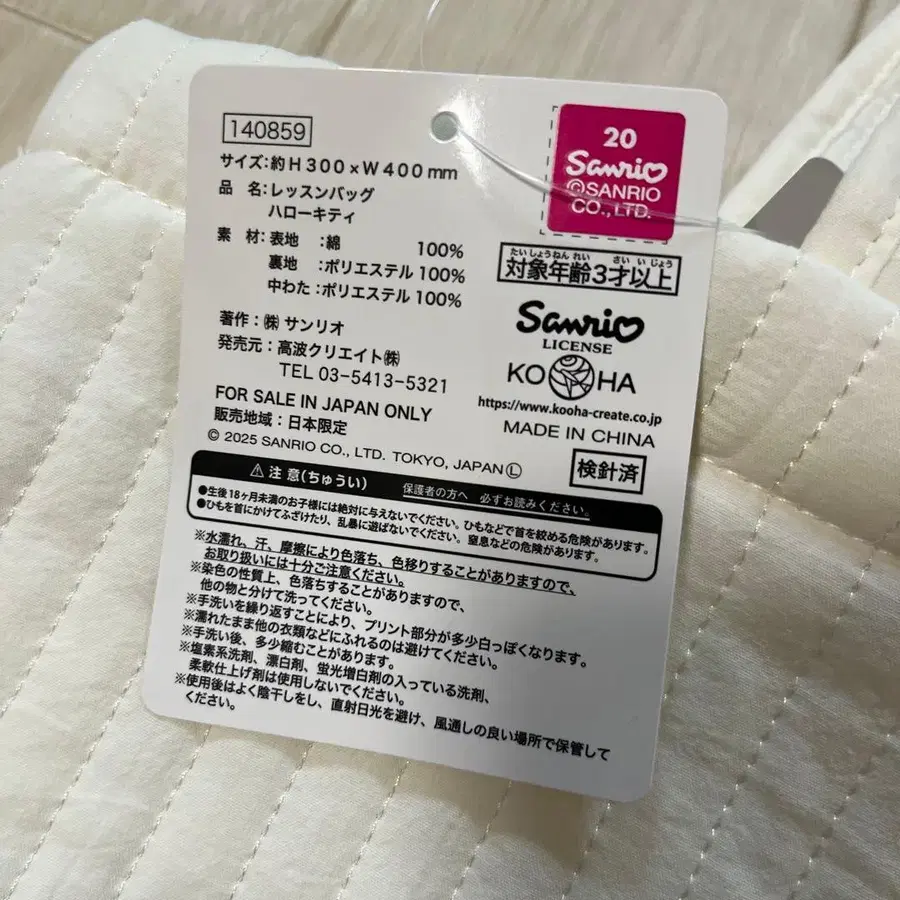 140859
サイズ:約H300×W400mm
品 名:レッスンバッグ
ハローキティ
素 材:表地 :綿 100%
裏地 :ポリエステル 100%
中わた:ポリエステル 100%
著作:㈱ サンリオ
発売元:高波クリエイト㈱
TEL 03-5413-5321
FOR SALE IN JAPAN ONLY
販売地域:日本限定
© 2025 SANRIO CO., LTD. TOKYO, JAPAN Ⓛ
20
Sanrio
©SANRIO
CO., LTD.
たいしょうねんれい さいいじょう
対象年齢3才以上
Sanrio
LICENSE
KOOHA
https://www.kooha-create.co.jp
MADE IN CHINA
検針済
⚠注意(ちゅうい) 保護者の方へ 必ずお読みください。
●生後18ヶ月未満のお子様には絶対に与えないでください。ひもなどで首を絞める危険があります。
●ひもを首にかけてふざけたり、乱暴に遊ばないでください。窒息などの危険があります。
※水濡れ、汗、摩擦により色落ち、色移りすることがありますので、
お取り扱いには十分ご注意ください。
※染色の性質上、色落ちすることがありますので、
他の物と分けて洗ってください。
※手洗いを繰り返すことにより、プリント部分が多少白っぽくなります。
※濡れたまま他の衣類などにふれるのは避けてください。
※手洗い後、多少縮むことがあります。
※塩素系洗剤、漂白剤、蛍光増白剤の入っている洗剤、
柔軟仕上げ剤は使用しないでください。
※使用後はよく陰干しをし、直射日光を避け、風通しの良い場所で保管して
ください。